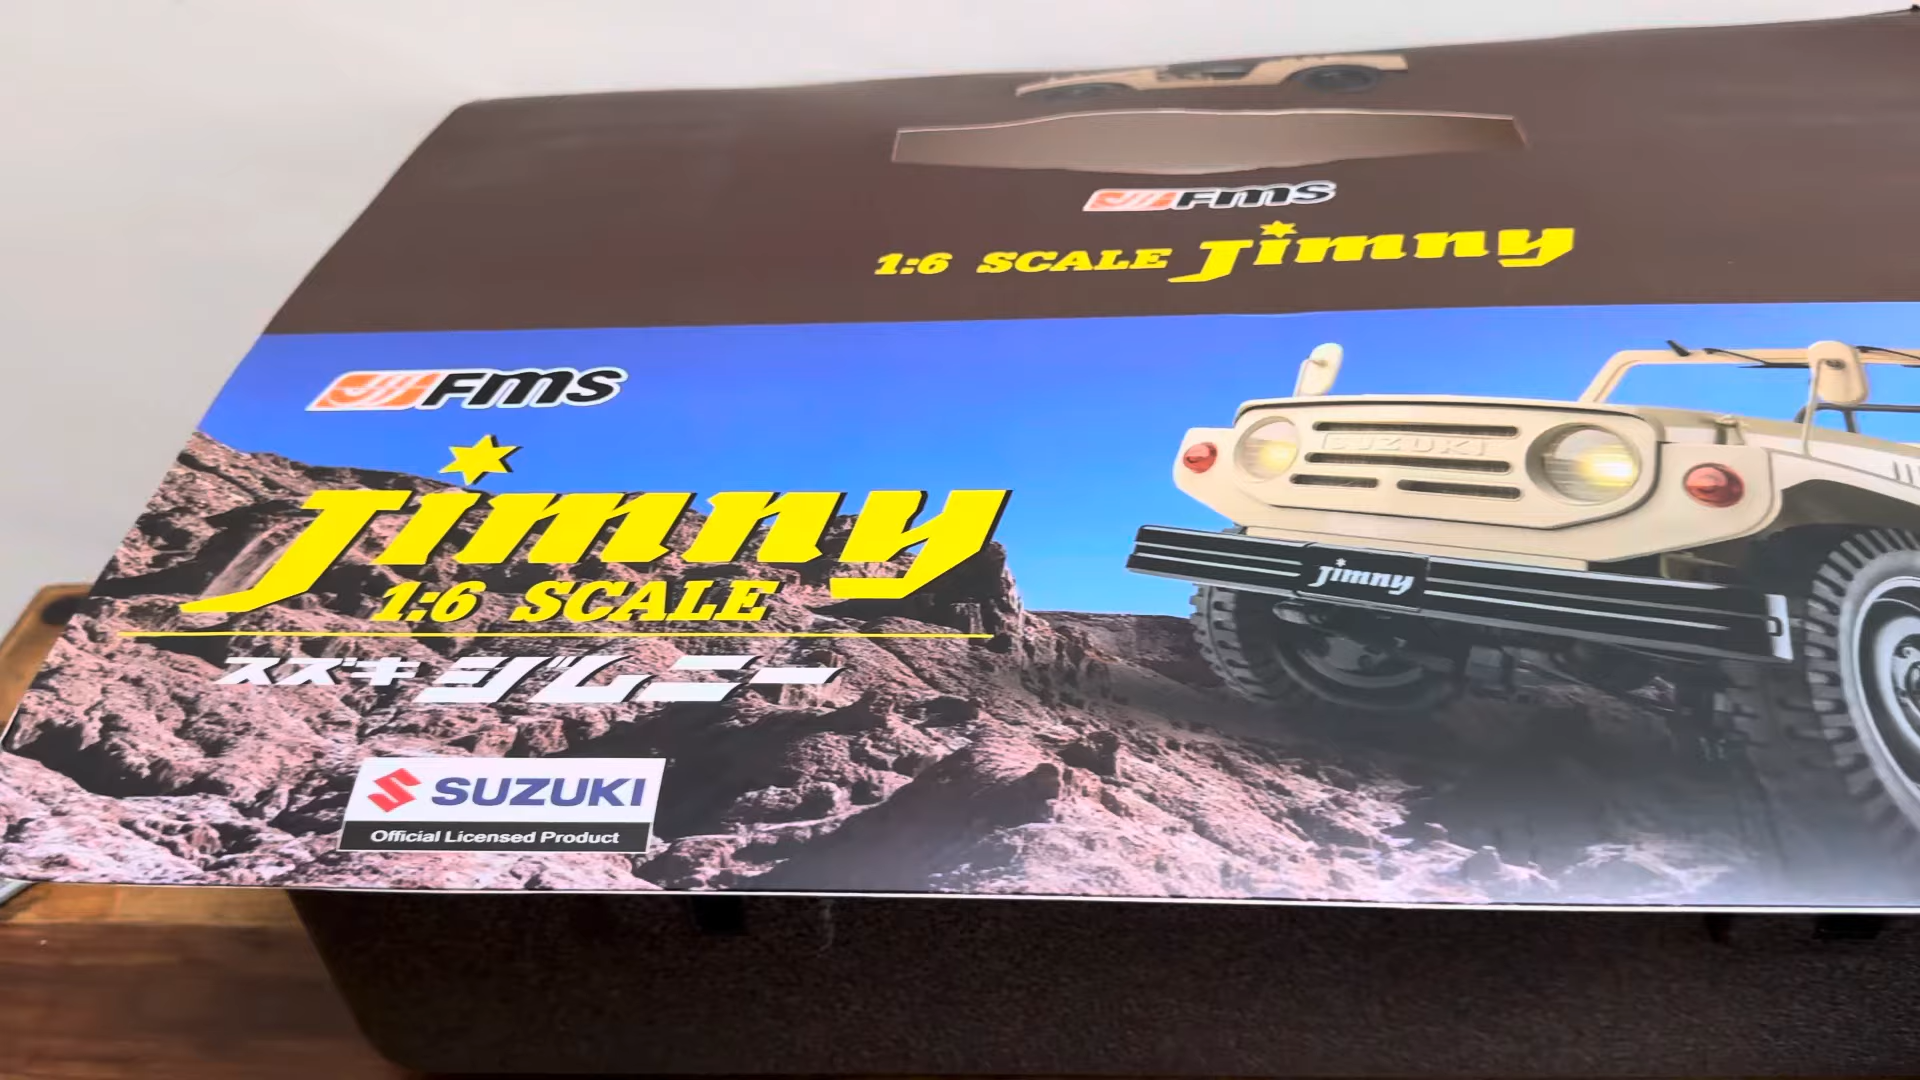 Fms
1:6 SCALE Jimny
Fms
Jimny
1:6 SCALE
スズキ ジムニー
SUZUKI
Official Licensed Product
SUZUKI
Jimny